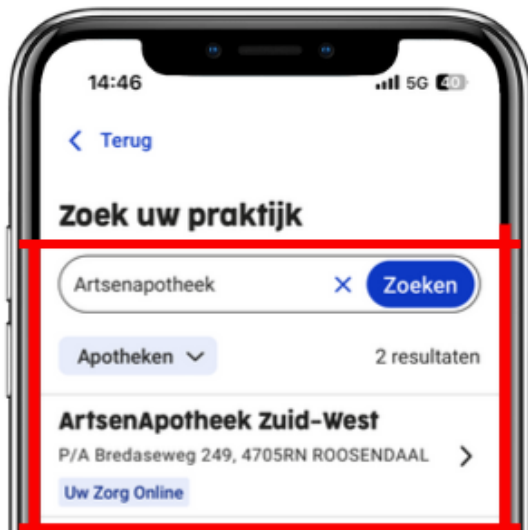 14:46 5G 40
Terug
Zoek uw praktijk
Artsenapotheek Zoeken
Apotheken 2 resultaten
ArtsenApotheek Zuid-West
P/A Bredaseweg 249, 4705RN ROOSENDAAL
Uw Zorg Online